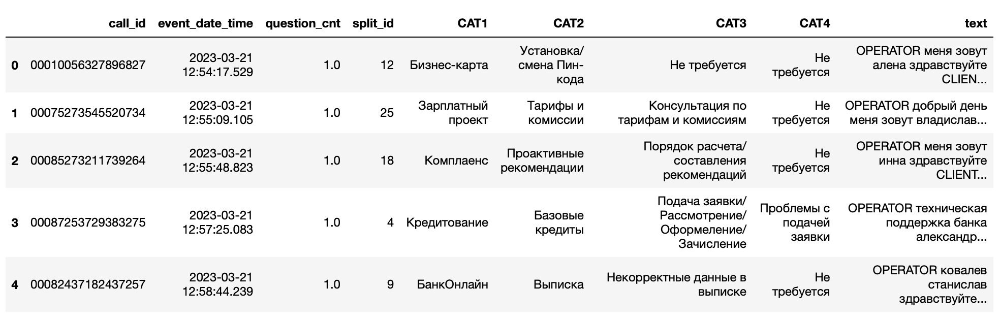 call_id event_date_time question_cnt split_id CAT1 CAT2 CAT3 CAT4 text
0 00010056327896827 2023-03-21 12:54:17.529 1.0 12 Бизнес-карта Установка/ смена Пин- кода Не требуется Не требуется OPERATOR меня зовут алена здравствуйте CLIEN...
1 00075273545520734 2023-03-21 12:55:09.105 1.0 25 Зарплатный проект Тарифы и комиссии Консультация по тарифам и комиссиям Не требуется OPERATOR добрый день меня зовут владислав...
2 00085273211739264 2023-03-21 12:55:48.823 1.0 18 Комплаенс Проактивные рекомендации Порядок расчета/ составления рекомендаций Не требуется OPERATOR меня зовут инна здравствуйте CLIENT...
3 00087253729383275 2023-03-21 12:57:25.083 1.0 4 Кредитование Базовые кредиты Подача заявки/ Рассмотрение/ Оформеление/ Зачисление Проблемы с подачей заявки OPERATOR техническая поддержка банка александр...
4 00082437182437257 2023-03-21 12:58:44.239 1.0 9 БанкОнлайн Выписка Некорректные данные в выписке Не требуется OPERATOR ковалев станислав здравствуйте...